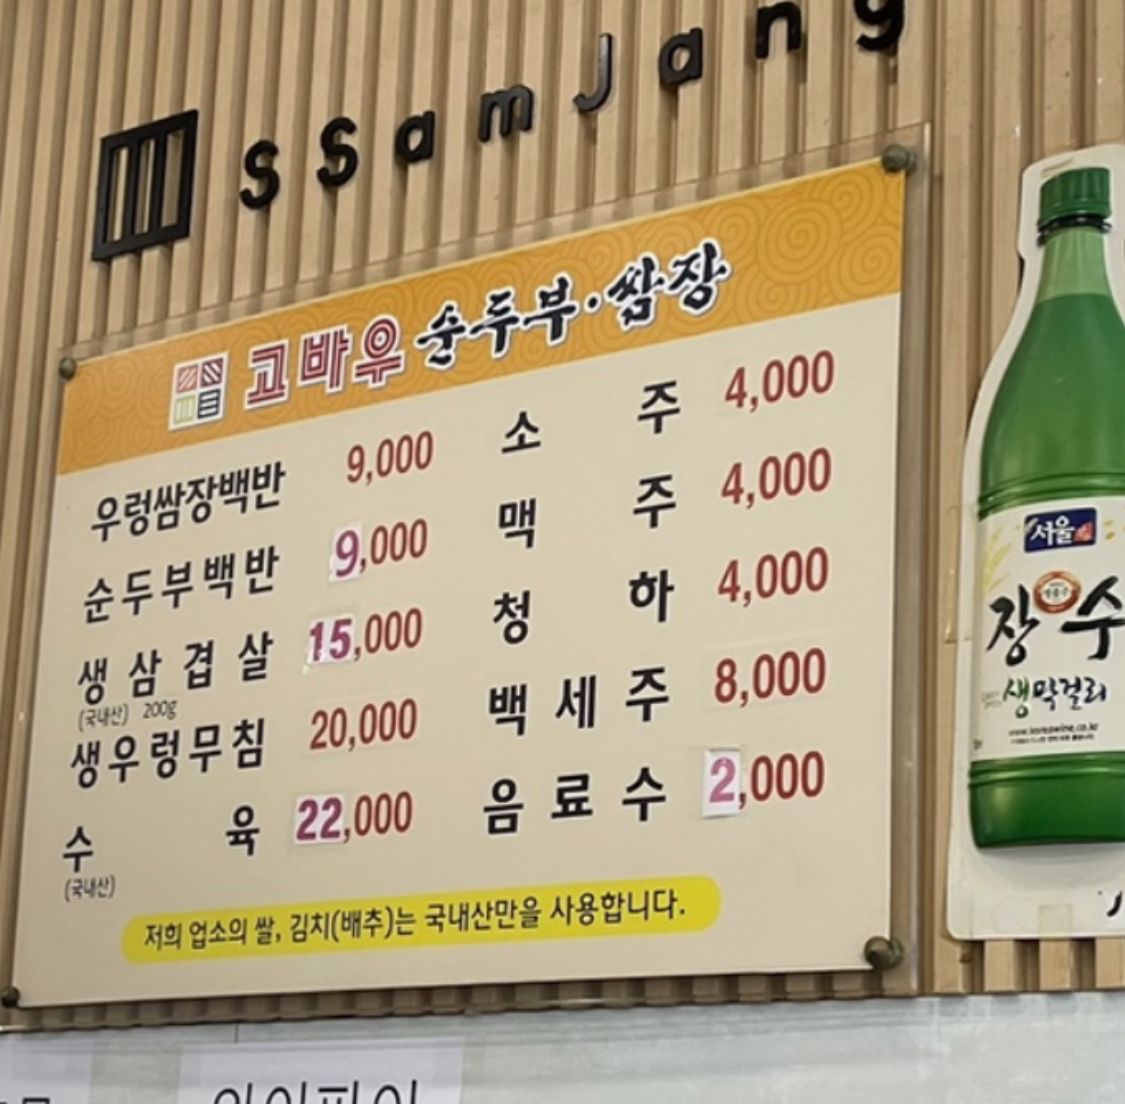 SSamJang
고바우 순두부·쌈장
우렁쌈장백반 9,000
순두부백반 9,000
생삼겹살 15,000
(국내산) 200g
생우렁무침 20,000
수육 22,000
(국내산)
소주 4,000
맥주 4,000
청하 4,000
백세주 8,000
음료수 2,000
저희 업소의 쌀, 김치(배추)는 국내산만을 사용합니다.
서울
장수
생막걸리
www.koreawine.co.kr